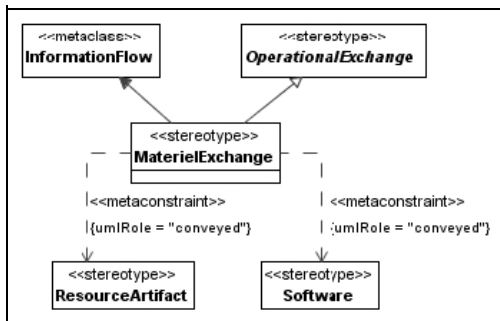 <<metaclass>>
InformationFlow
<<stereotype>>
OperationalExchange
<<stereotype>>
MaterielExchange
<<metaconstraint>>
{umlRole = "conveyed"}
<<metaconstraint>>
{umlRole = "conveyed"}
<<stereotype>>
ResourceArtifact
<<stereotype>>
Software